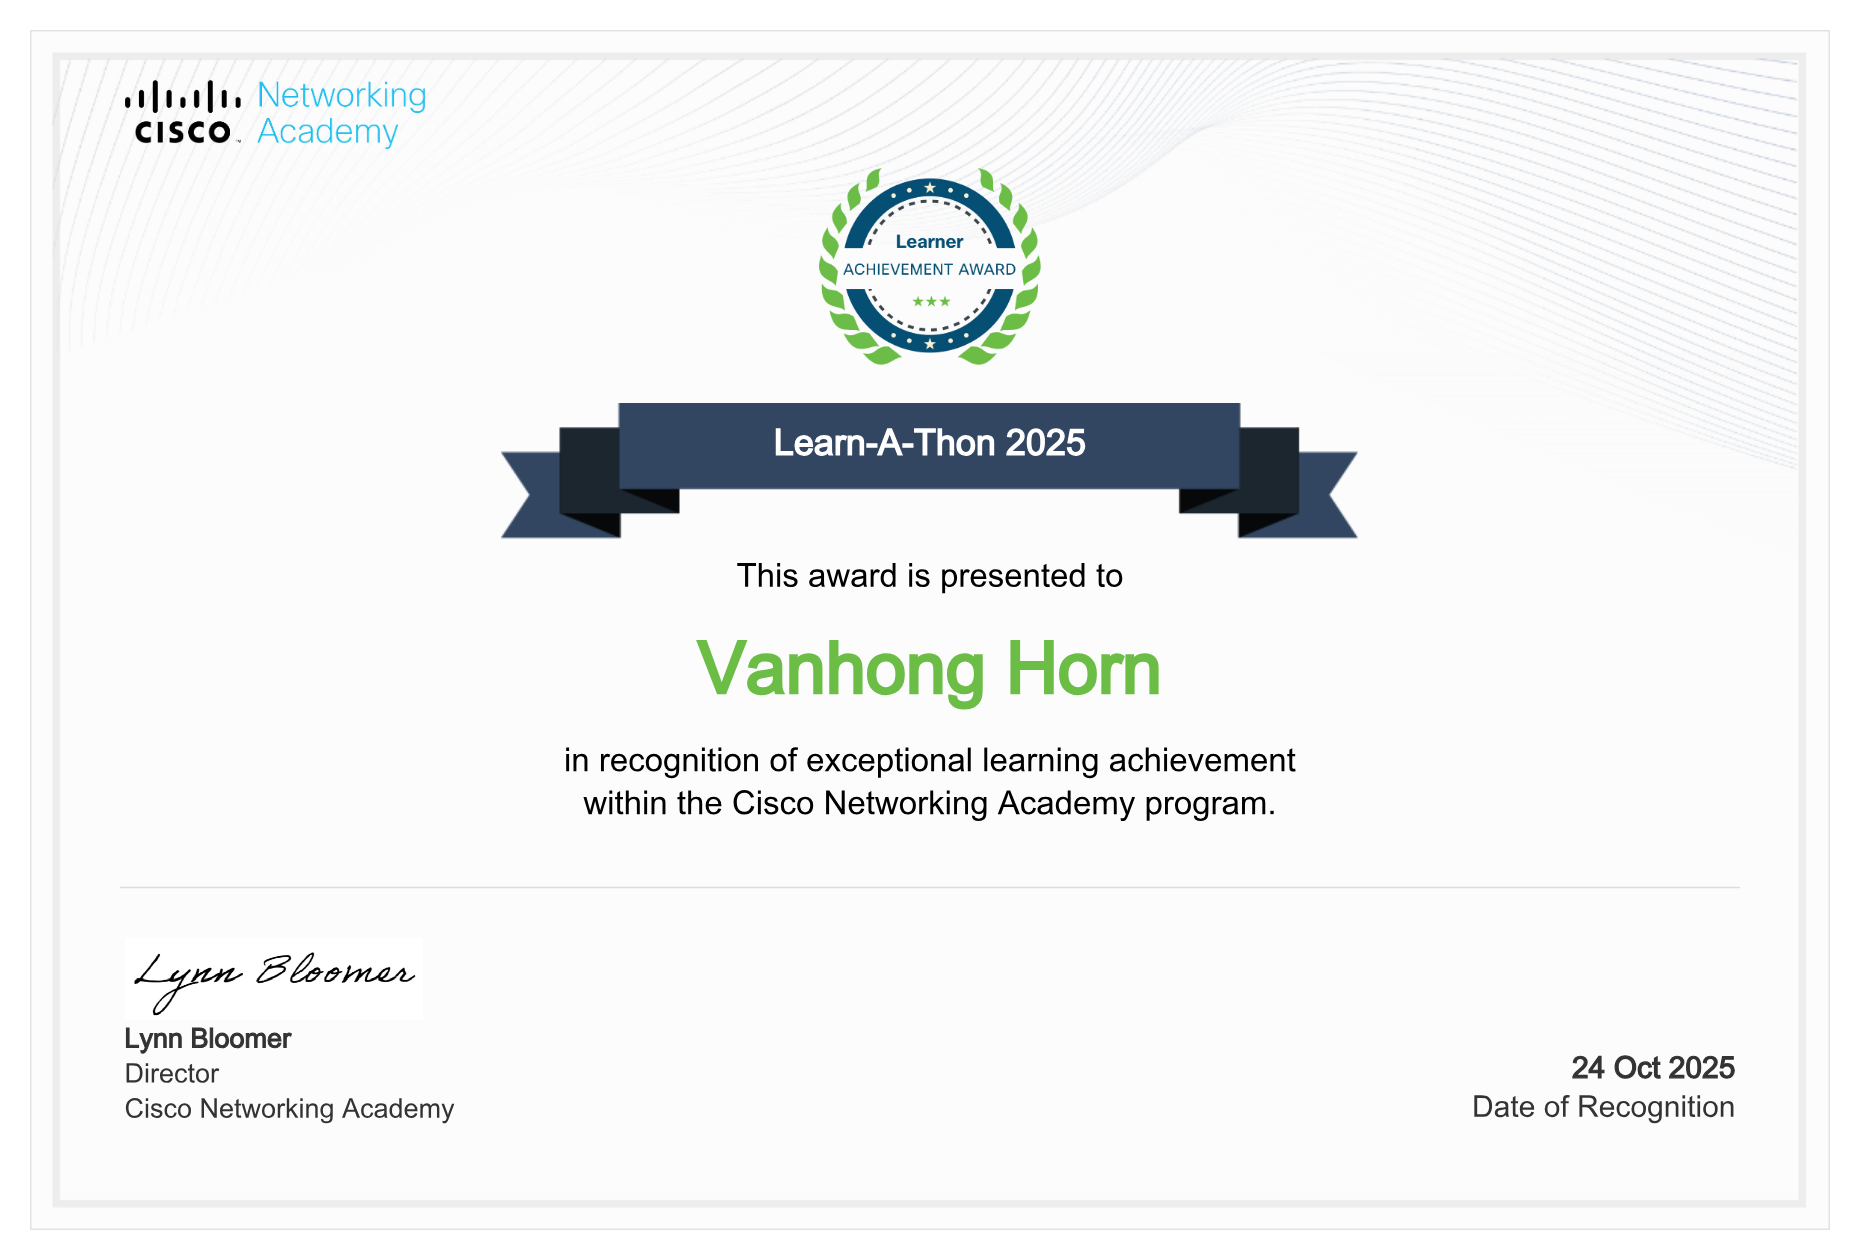 CISCO™
Networking
Academy
Learner
ACHIEVEMENT AWARD
Learn-A-Thon 2025
This award is presented to
Vanhong Horn
in recognition of exceptional learning achievement
within the Cisco Networking Academy program.
Lynn Bloomer
Lynn Bloomer
Director
Cisco Networking Academy
24 Oct 2025
Date of Recognition